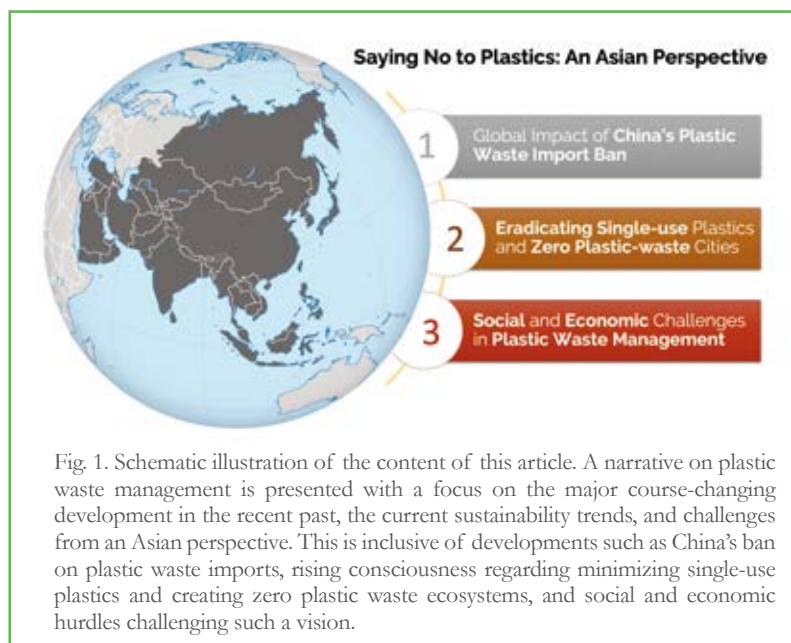 Saying No to Plastics: An Asian Perspective
1
Global Impact of China's Plastic
Waste Import Ban
2
Eradicating Single-use Plastics
and Zero Plastic-waste Cities
3
Social and Economic Challenges
in Plastic Waste Management
Fig. 1. Schematic illustration of the content of this article. A narrative on plastic
waste management is presented with a focus on the major course-changing
development in the recent past, the current sustainability trends, and challenges
from an Asian perspective. This is inclusive of developments such as China's ban
on plastic waste imports, rising consciousness regarding minimizing single-use
plastics and creating zero plastic waste ecosystems, and social and economic
hurdles challenging such a vision.